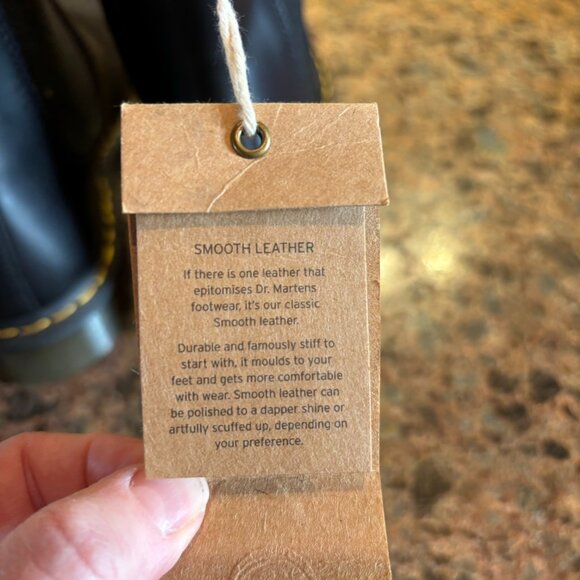 SMOOTH LEATHER
If there is one leather that
epitomises Dr. Martens
footwear, it's our classic
Smooth leather.
Durable and famously stiff to
start with, it moulds to your
feet and gets more comfortable
with wear. Smooth leather can
be polished to a dapper shine or
artfully scuffed up, depending on
your preference.